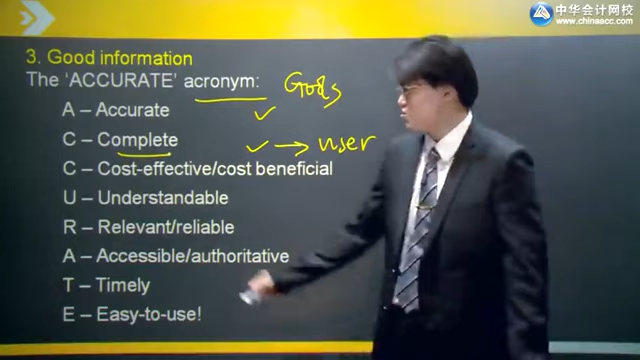 中华会计网校
www.chinaacc.com
3. Good information
The 'ACCURATE' acronym:
A – Accurate
C – Complete
user
C – Cost-effective/cost beneficial
U – Understandable
R – Relevant/reliable
A – Accessible/authoritative
T – Timely
E – Easy-to-use!